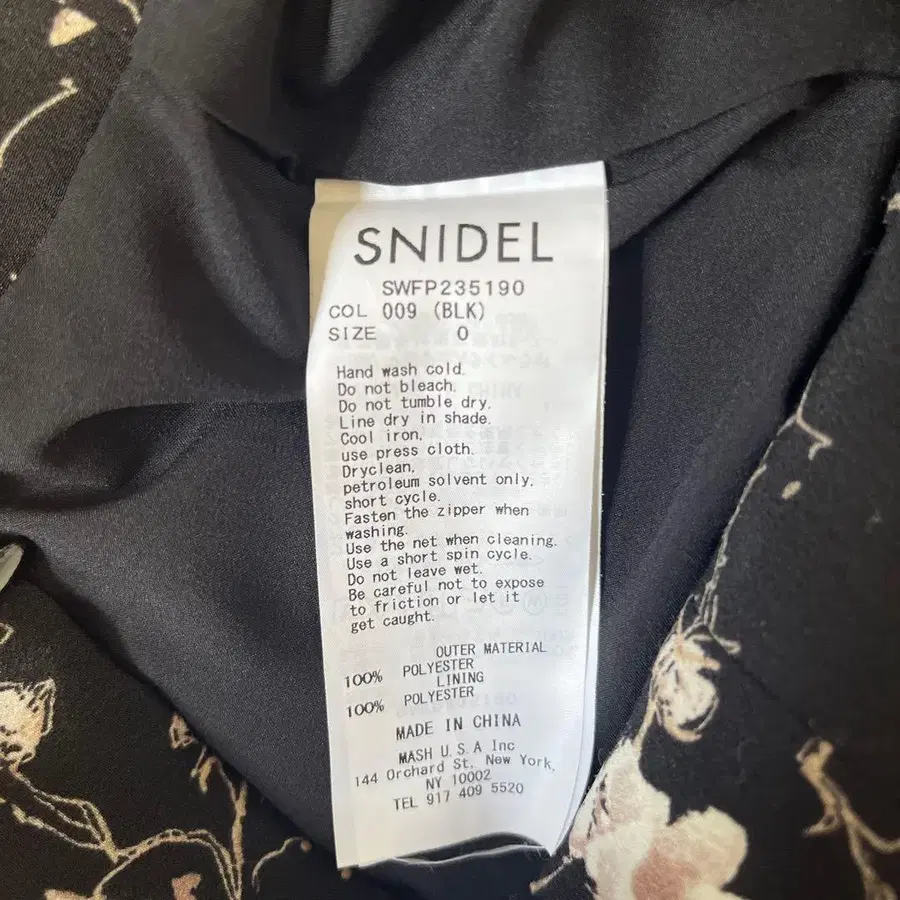 SNIDEL
SWFP235190
COL 009 (BLK)
SIZE 0
Hand wash cold.
Do not bleach.
Do not tumble dry.
Line dry in shade.
Cool iron,
use press cloth.
Dryclean,
petroleum solvent only,
short cycle.
Fasten the zipper when
washing.
Use the net when cleaning.
Use a short spin cycle.
Do not leave wet.
Be careful not to expose
to friction or let it
get caught.
OUTER MATERIAL
100% POLYESTER
LINING
100% POLYESTER
MADE IN CHINA
MASH U.S.A Inc
144 Orchard St, New York,
NY 10002
TEL 917 409 5520